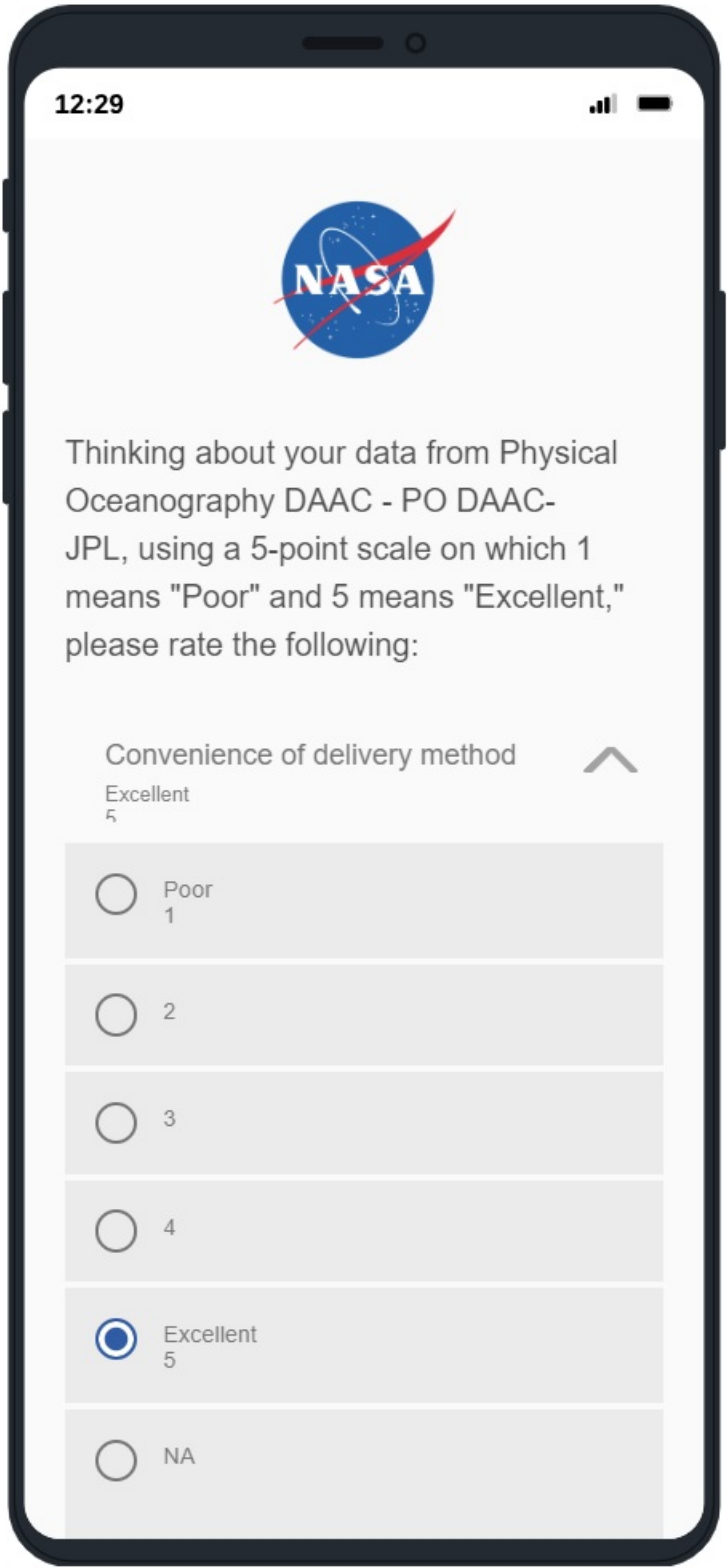 12:29
NASA
Thinking about your data from Physical
Oceanography DAAC - PO DAAC-
JPL, using a 5-point scale on which 1
means "Poor" and 5 means "Excellent,"
please rate the following:
Convenience of delivery method
Excellent
5
Poor
1
2
3
4
Excellent
5
NA